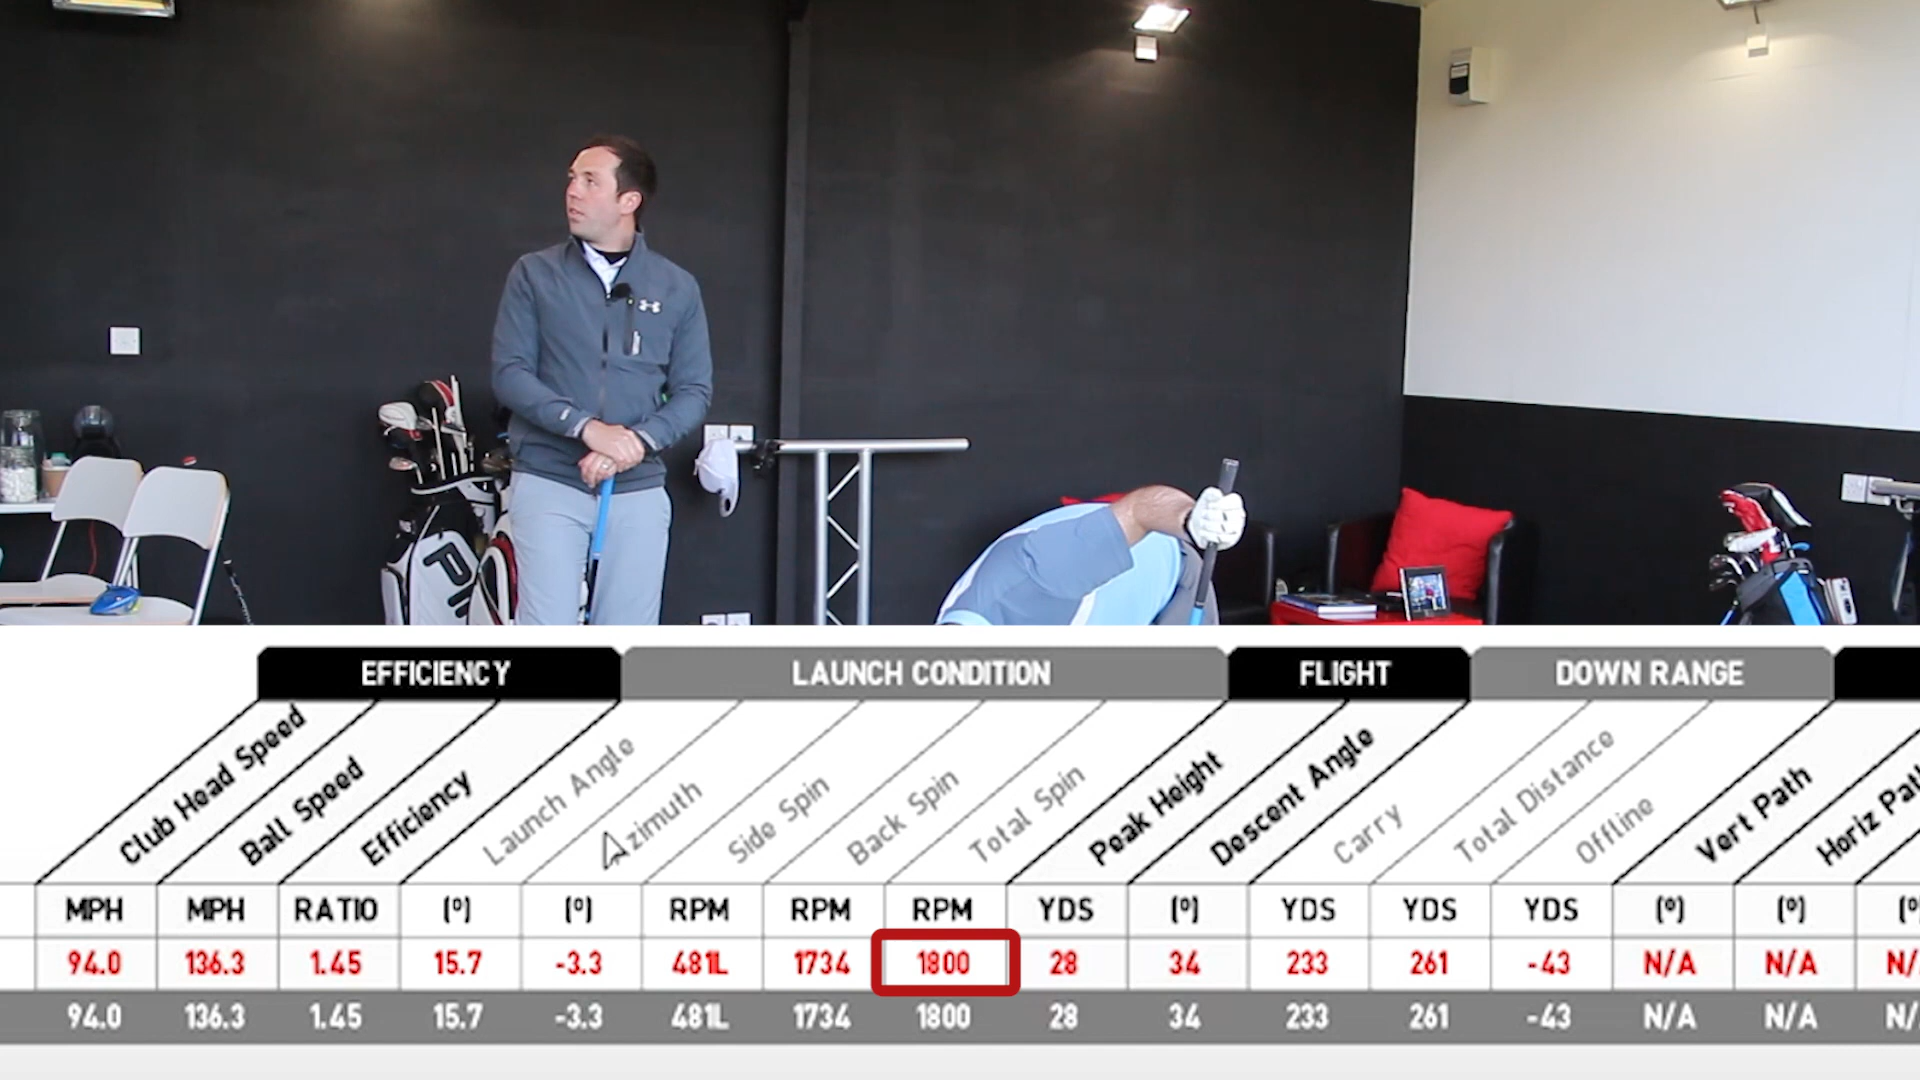 PING
EFFICIENCY LAUNCH CONDITION FLIGHT DOWN RANGE
Club Head Speed Ball Speed Efficiency Launch Angle Azimuth Side Spin Back Spin Total Spin Peak Height Descent Angle Carry Total Distance Offline Vert Path Horiz Path
MPH MPH RATIO (º) (º) RPM RPM RPM YDS (º) YDS YDS YDS (º) (º) (º
94.0 136.3 1.45 15.7 -3.3 481L 1734 1800 28 34 233 261 -43 N/A N/A N/
94.0 136.3 1.45 15.7 -3.3 481L 1734 1800 28 34 233 261 -43 N/A N/A N/